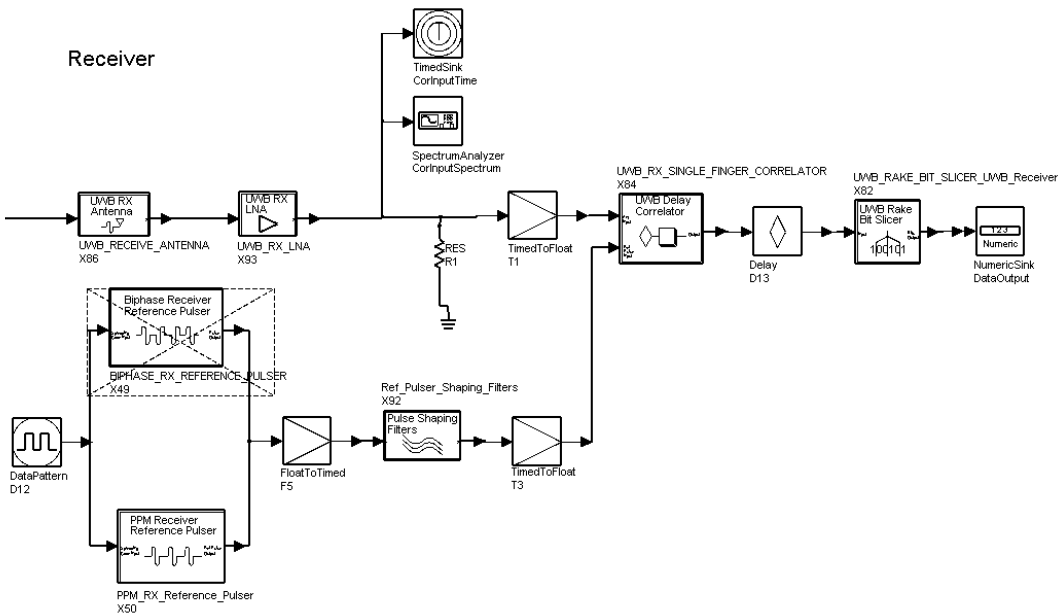 Receiver
TimedSink
CorInputTime
SpectrumAnalyzer
CorInputSpectrum
UWB RX
Antenna
UWB_RECEIVE_ANTENNA
X86
UWB RX
LNA
UWB_RX_LNA
X93
RES
R1
TimedToFloat
T1
UWB_RX_SINGLE_FINGER_CORRELATOR
X84
UWB Delay
Correlator
Output
Delay
D13
UWB_RAKE_BIT_SLICER_UWB_Receiver
X82
UWB Rake
Bit Slicer
100101
123
Numeric
NumericSink
DataOutput
Biphase Receiver
Reference Pulser
BIPHASE_RX_REFERENCE_PULSER
X49
DataPattern
D12
FloatToTimed
F5
Ref_Pulser_Shaping_Filters
X92
Pulse Shaping
Filters
TimedToFloat
T3
PPM Receiver
Reference Pulser
PPM_RX_Reference_Pulser
X50